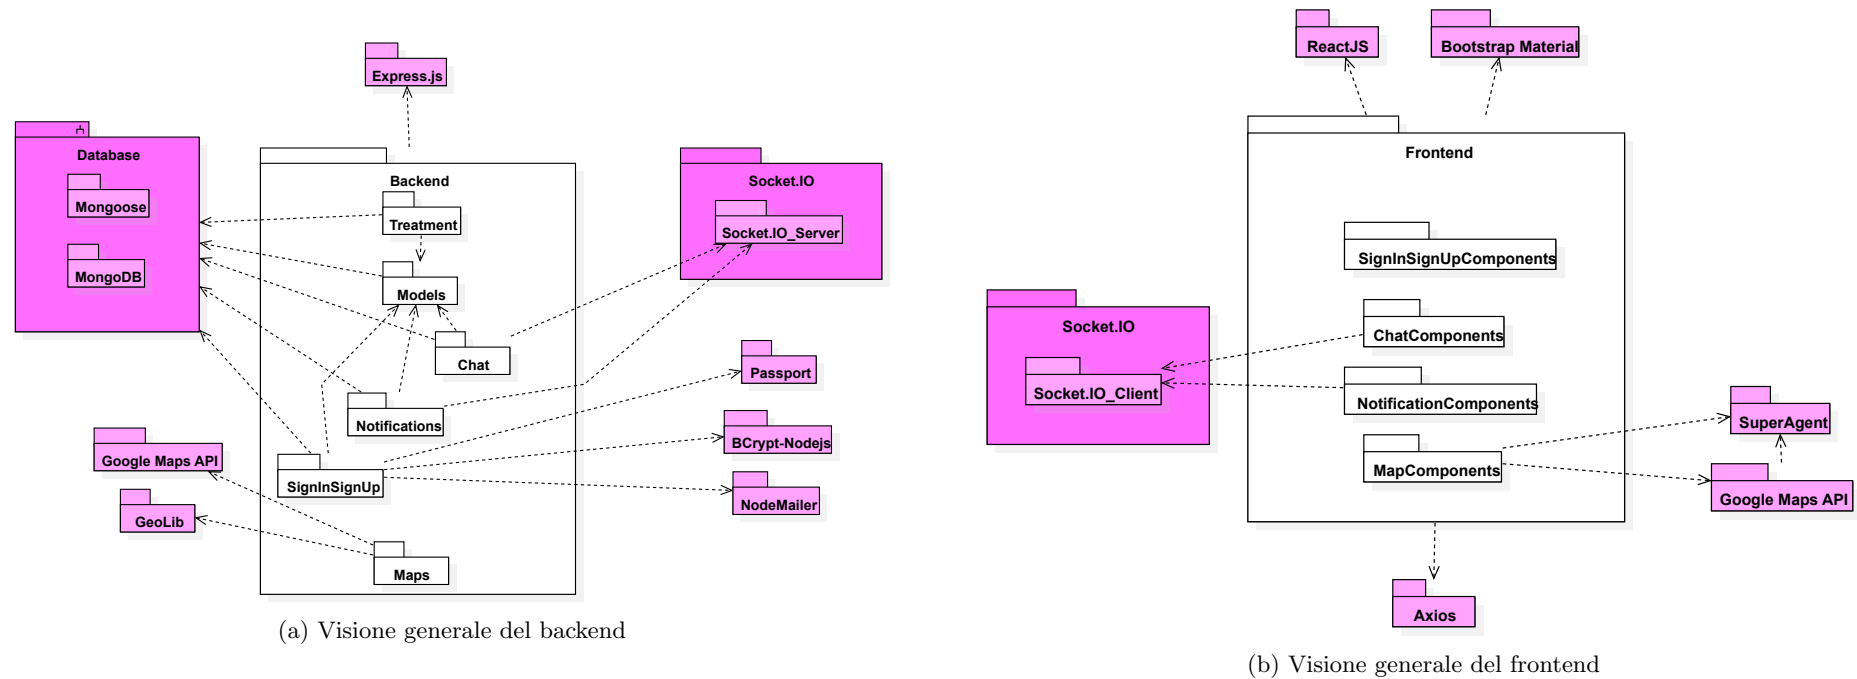 Express.js
Database
Mongoose
MongoDB
Backend
Treatment
Models
Chat
Notifications
SignInSignUp
Maps
Socket.IO
Socket.IO_Server
Passport
BCrypt-Nodejs
NodeMailer
Google Maps API
GeoLib
(a) Visione generale del backend
ReactJS
Bootstrap Material
Frontend
SignInSignUpComponents
ChatComponents
NotificationComponents
MapComponents
Socket.IO
Socket.IO_Client
SuperAgent
Google Maps API
Axios
(b) Visione generale del frontend